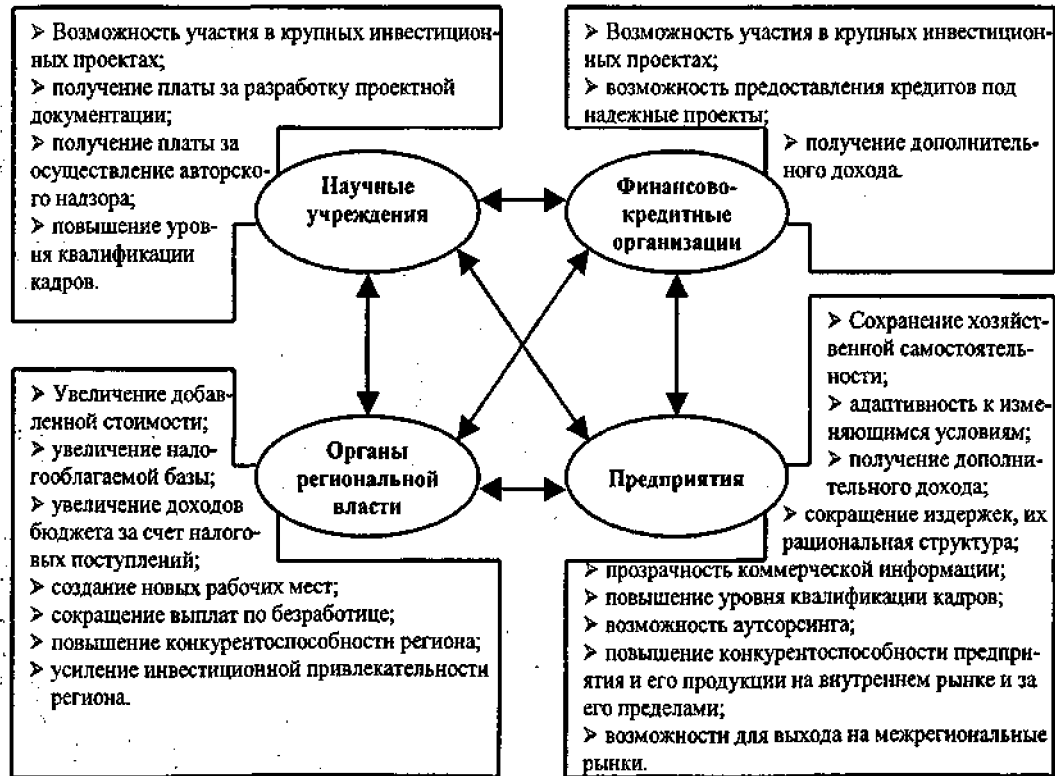 ➢ Возможность участия в крупных инвестицион-
ных проектах;
➢ получение платы за разработку проектной
документации;
➢ получение платы за
осуществление авторско-
го надзора;
➢ повышение уров-
ня квалификации
кадров.
Научные
учреждения
➢ Возможность участия в крупных инвестицион-
ных проектах;
➢ возможность предоставления кредитов под
надежные проекты;
➢ получение дополнитель-
ного дохода.
Финансово-
кредитные
организации
➢ Увеличение добав-
ленной стоимости;
➢ увеличение нало-
гооблагаемой базы;
➢ увеличение доходов
бюджета за счет налого-
вых поступлений;
➢ создание новых рабочих мест;
➢ сокращение выплат по безработице;
➢ повышение конкурентоспособности региона;
➢ усиление инвестиционной привлекательности
региона.
Органы
региональной
власти
Предприятия
➢ Сохранение хозяйст-
венной самостоятель-
ности;
➢ адаптивность к изме-
няющимся условиям;
➢ получение дополни-
тельного дохода;
➢ сокращение издержек, их
рациональная структура;
➢ прозрачность коммерческой информации;
➢ повышение уровня квалификации кадров;
➢ возможность аутсорсинга;
➢ повышение конкурентоспособности предпри-
ятия и его продукции на внутреннем рынке и за
его пределами;
➢ возможности для выхода на межрегиональные
рынки.